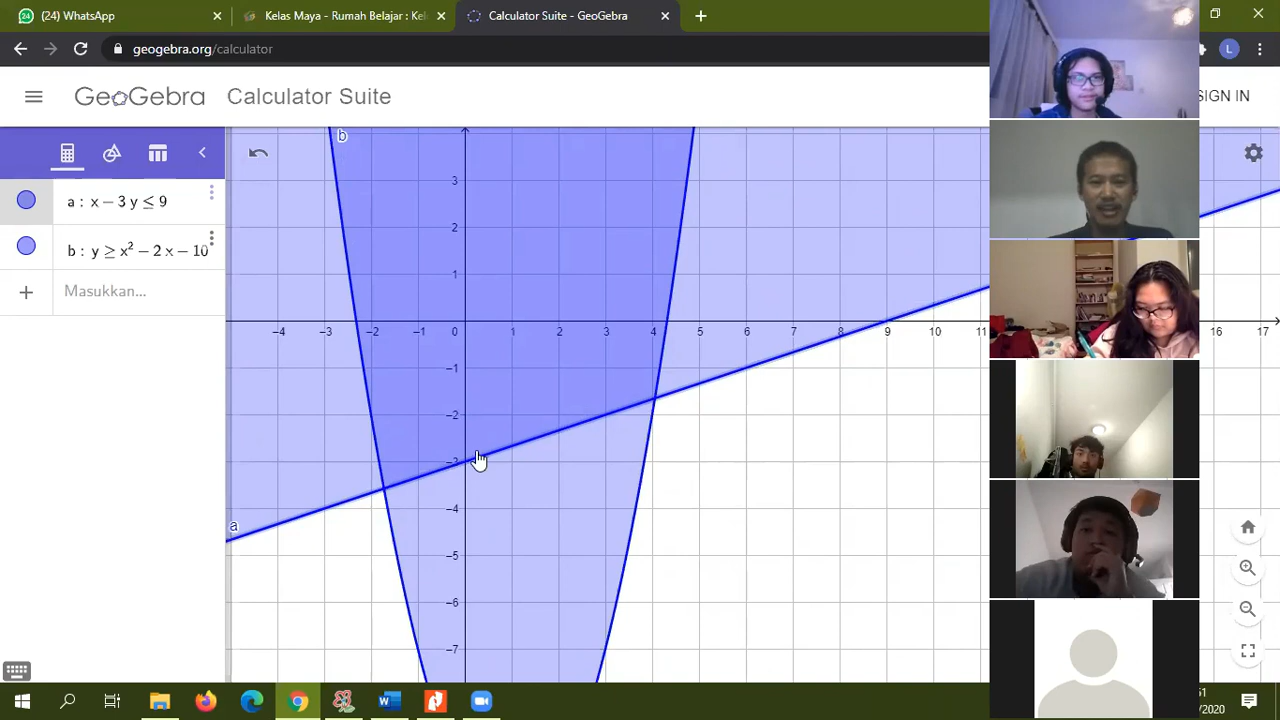 (24) WhatsApp
Kelas Maya - Rumah Belajar : Kel
Calculator Suite - GeoGebra
geogebra.org/calculator
L
GeoGebra
Calculator Suite
SIGN IN
a : x − 3 y ≤ 9
b : y ≥ x² − 2 x − 10
Masukkan...
b
a
3
2
1
−4 −3 −2 −1 0 1 2 3 4 5 6 7 8 9 10 11 16 17
−1
−2
−3
−4
−5
−6
−7